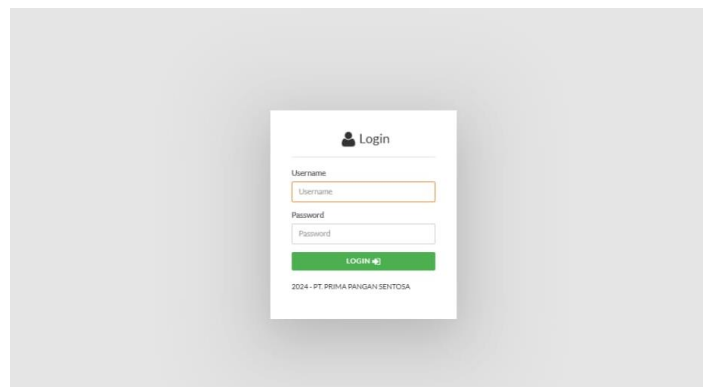 Login
Username
Username
Password
Password
LOGIN
2024 - PT. PRIMA PANGAN SENTOSA